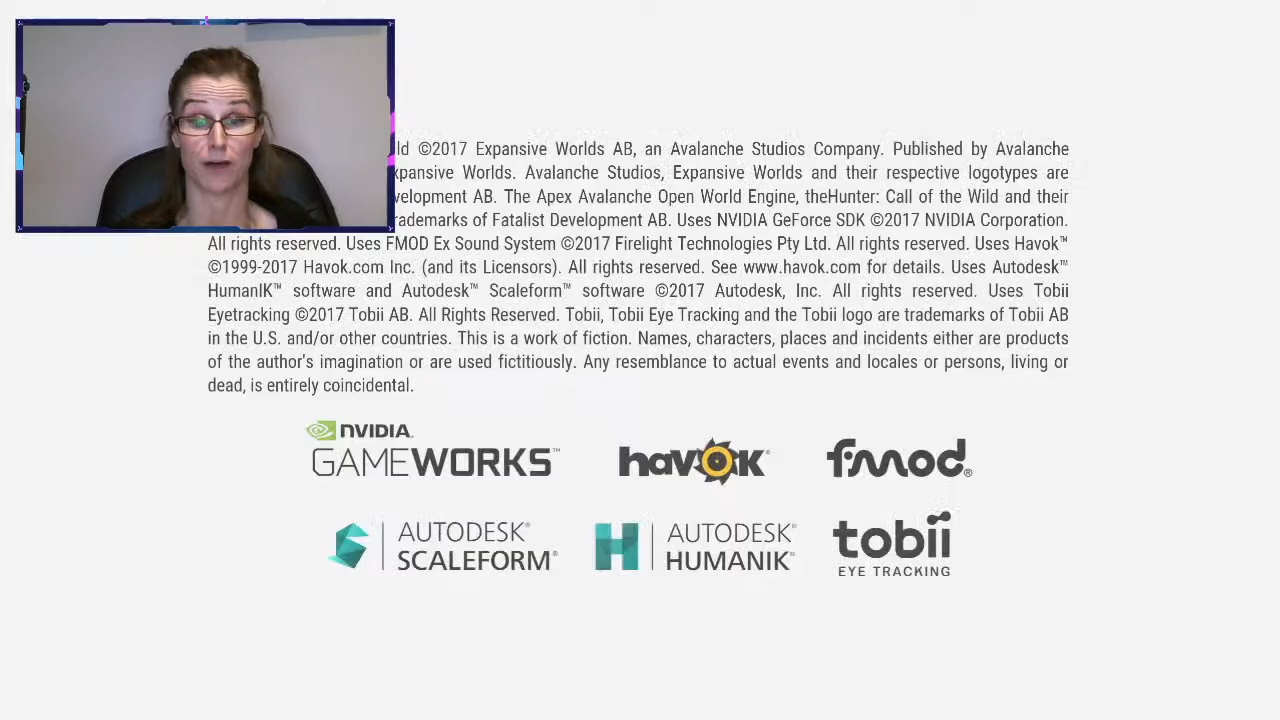 ld ©2017 Expansive Worlds AB, an Avalanche Studios Company. Published by Avalanche
xpansive Worlds. Avalanche Studios, Expansive Worlds and their respective logotypes are
velopment AB. The Apex Avalanche Open World Engine, theHunter: Call of the Wild and their
rademarks of Fatalist Development AB. Uses NVIDIA GeForce SDK ©2017 NVIDIA Corporation.
All rights reserved. Uses FMOD Ex Sound System ©2017 Firelight Technologies Pty Ltd. All rights reserved. Uses Havok™
©1999-2017 Havok.com Inc. (and its Licensors). All rights reserved. See www.havok.com for details. Uses Autodesk™
HumanIK™ software and Autodesk™ Scaleform™ software ©2017 Autodesk, Inc. All rights reserved. Uses Tobii
Eyetracking ©2017 Tobii AB. All Rights Reserved. Tobii, Tobii Eye Tracking and the Tobii logo are trademarks of Tobii AB
in the U.S. and/or other countries. This is a work of fiction. Names, characters, places and incidents either are products
of the author's imagination or are used fictitiously. Any resemblance to actual events and locales or persons, living or
dead, is entirely coincidental.
NVIDIA.
GAMEWORKS™
havok®
fmod®
AUTODESK®
SCALEFORM®
AUTODESK®
HUMANIK®
tobii
EYE TRACKING